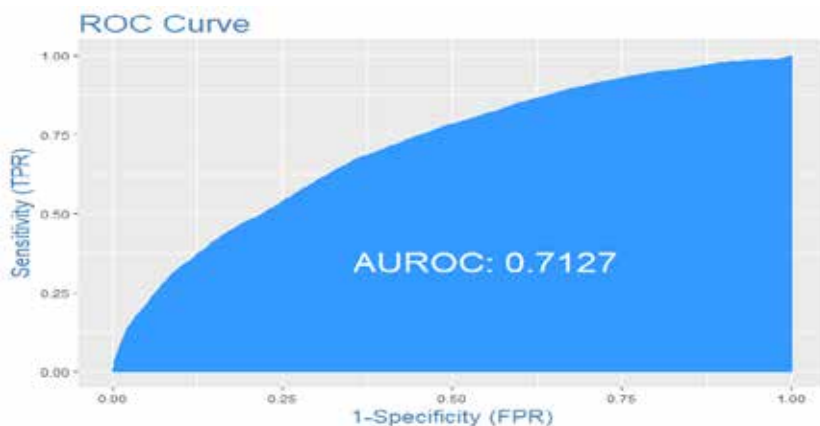 ROC Curve
1.00
0.75
0.50
0.25
0.00
Sensitivity (TPR)
AUROC: 0.7127
0.00 0.25 0.50 0.75 1.00
1-Specificity (FPR)